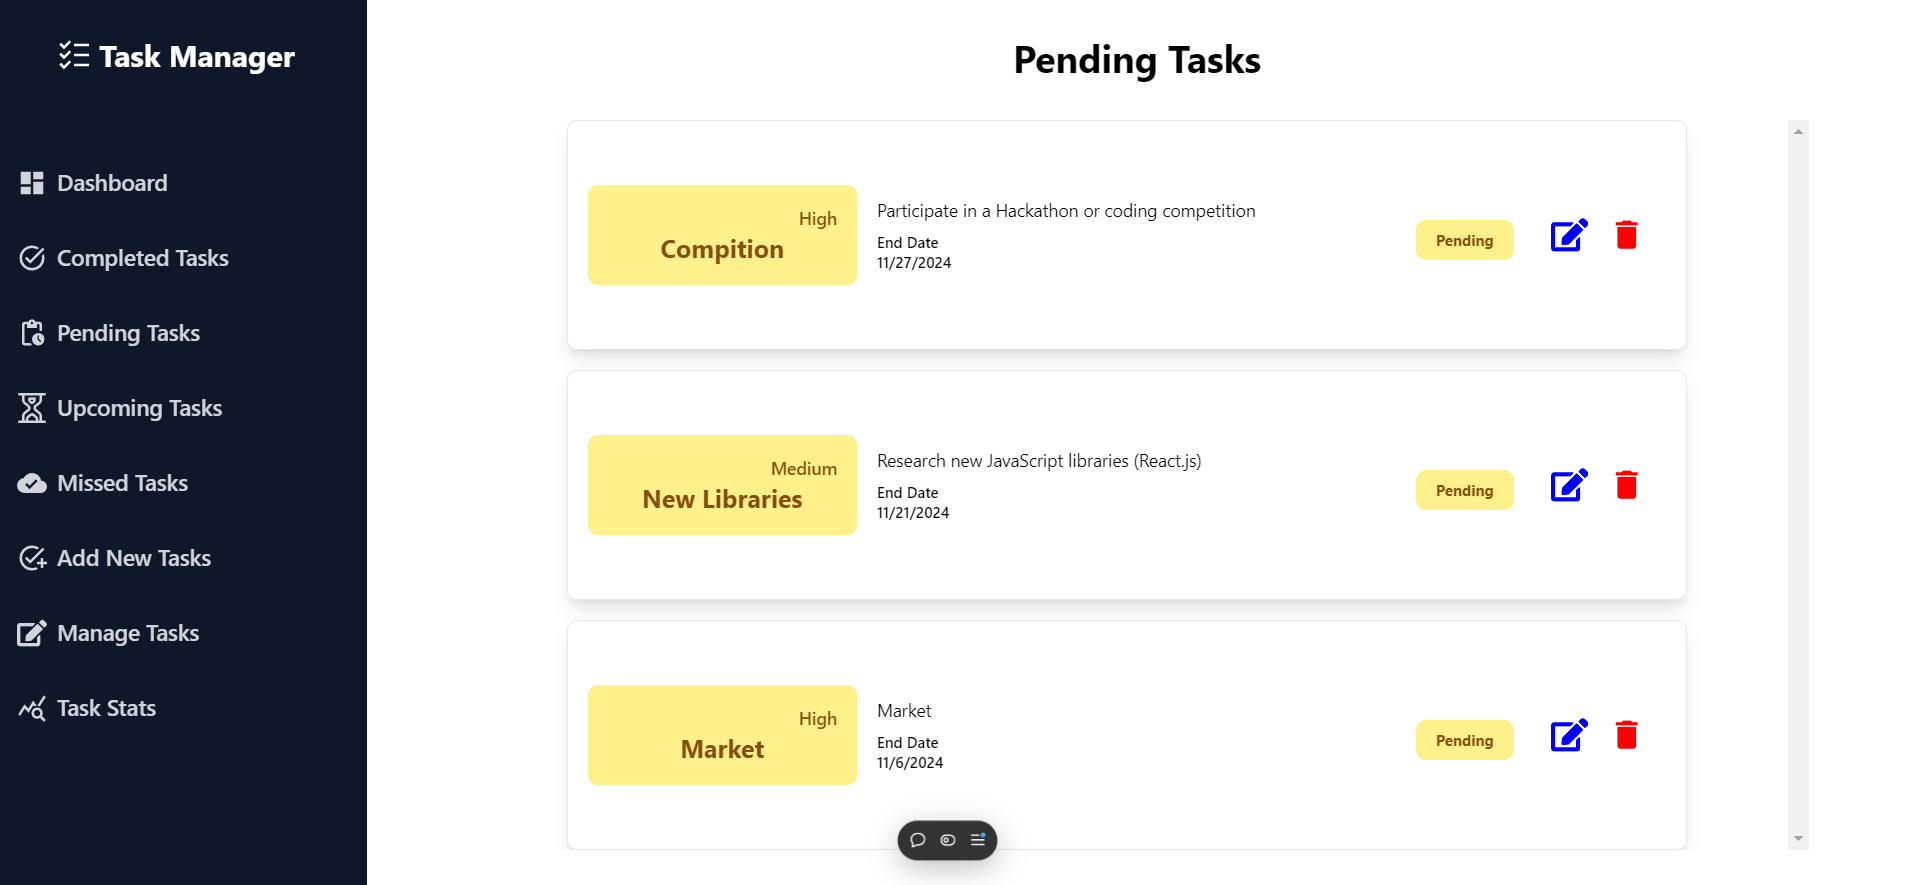 Task Manager
Dashboard
Completed Tasks
Pending Tasks
Upcoming Tasks
Missed Tasks
Add New Tasks
Manage Tasks
Task Stats
Pending Tasks
High
Compition
Participate in a Hackathon or coding competition
End Date
11/27/2024
Pending
Medium
New Libraries
Research new JavaScript libraries (React.js)
End Date
11/21/2024
Pending
High
Market
Market
End Date
11/6/2024
Pending